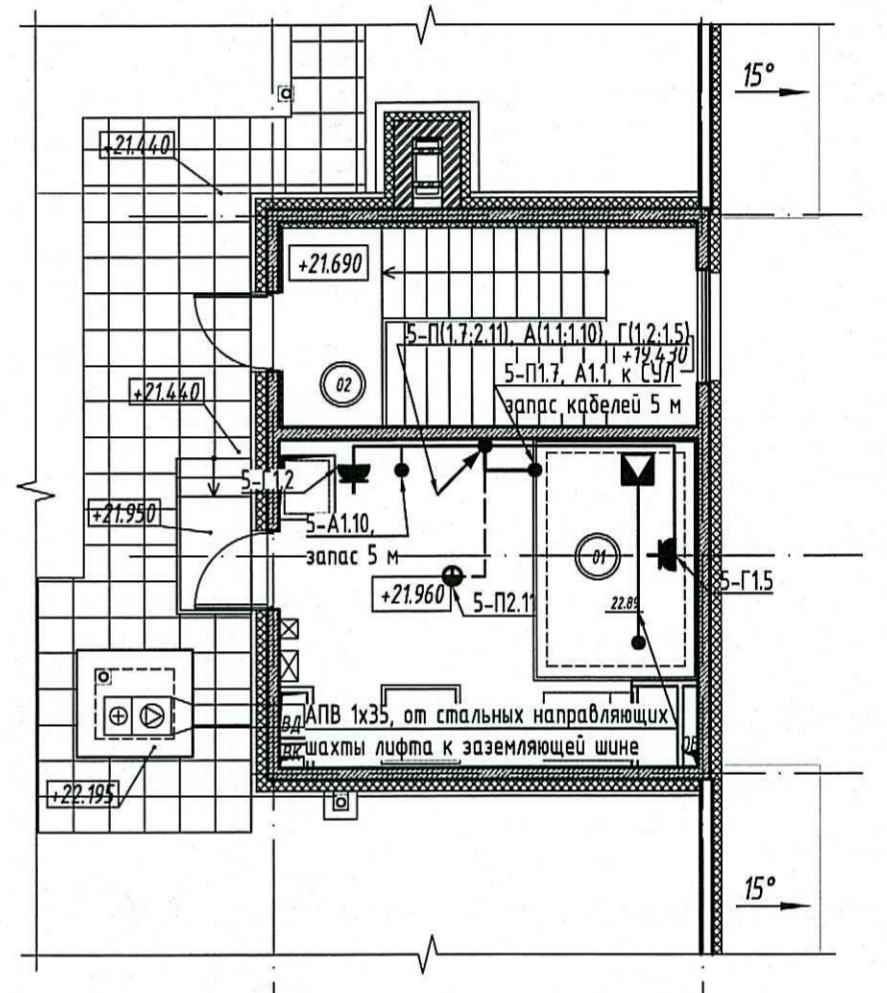 15°
+21.440
+21.690
5-П(1.7:2.11), А(1.1:1.10), Г(1.2:1.5)
+19.430
5-П1.7, А1.1, к СУЛ
запас кабелей 5 м
02
+21.440
5-Г1.2
+21.950
5-А1.10,
запас 5 м
01
+21.960
5-П2.11
5-Г1.5
22.89
ВД
АПВ 1х35, от стальных направляющих
ВК
шахты лифта к заземляющей шине
+22.195
15°